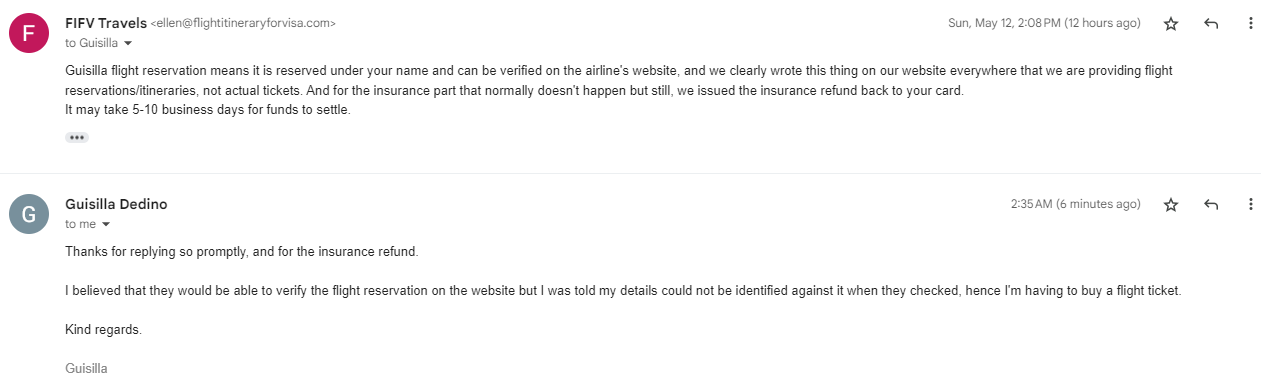 F
FIFV Travels <ellen@flightitineraryforvisa.com>
Sun, May 12, 2:08 PM (12 hours ago)
to Guisilla
Guisilla flight reservation means it is reserved under your name and can be verified on the airline's website, and we clearly wrote this thing on our website everywhere that we are providing flight
reservations/itineraries, not actual tickets. And for the insurance part that normally doesn't happen but still, we issued the insurance refund back to your card.
It may take 5-10 business days for funds to settle.
G
Guisilla Dedino
2:35 AM (6 minutes ago)
to me
Thanks for replying so promptly, and for the insurance refund.
I believed that they would be able to verify the flight reservation on the website but I was told my details could not be identified against it when they checked, hence I'm having to buy a flight ticket.
Kind regards.
Guisilla